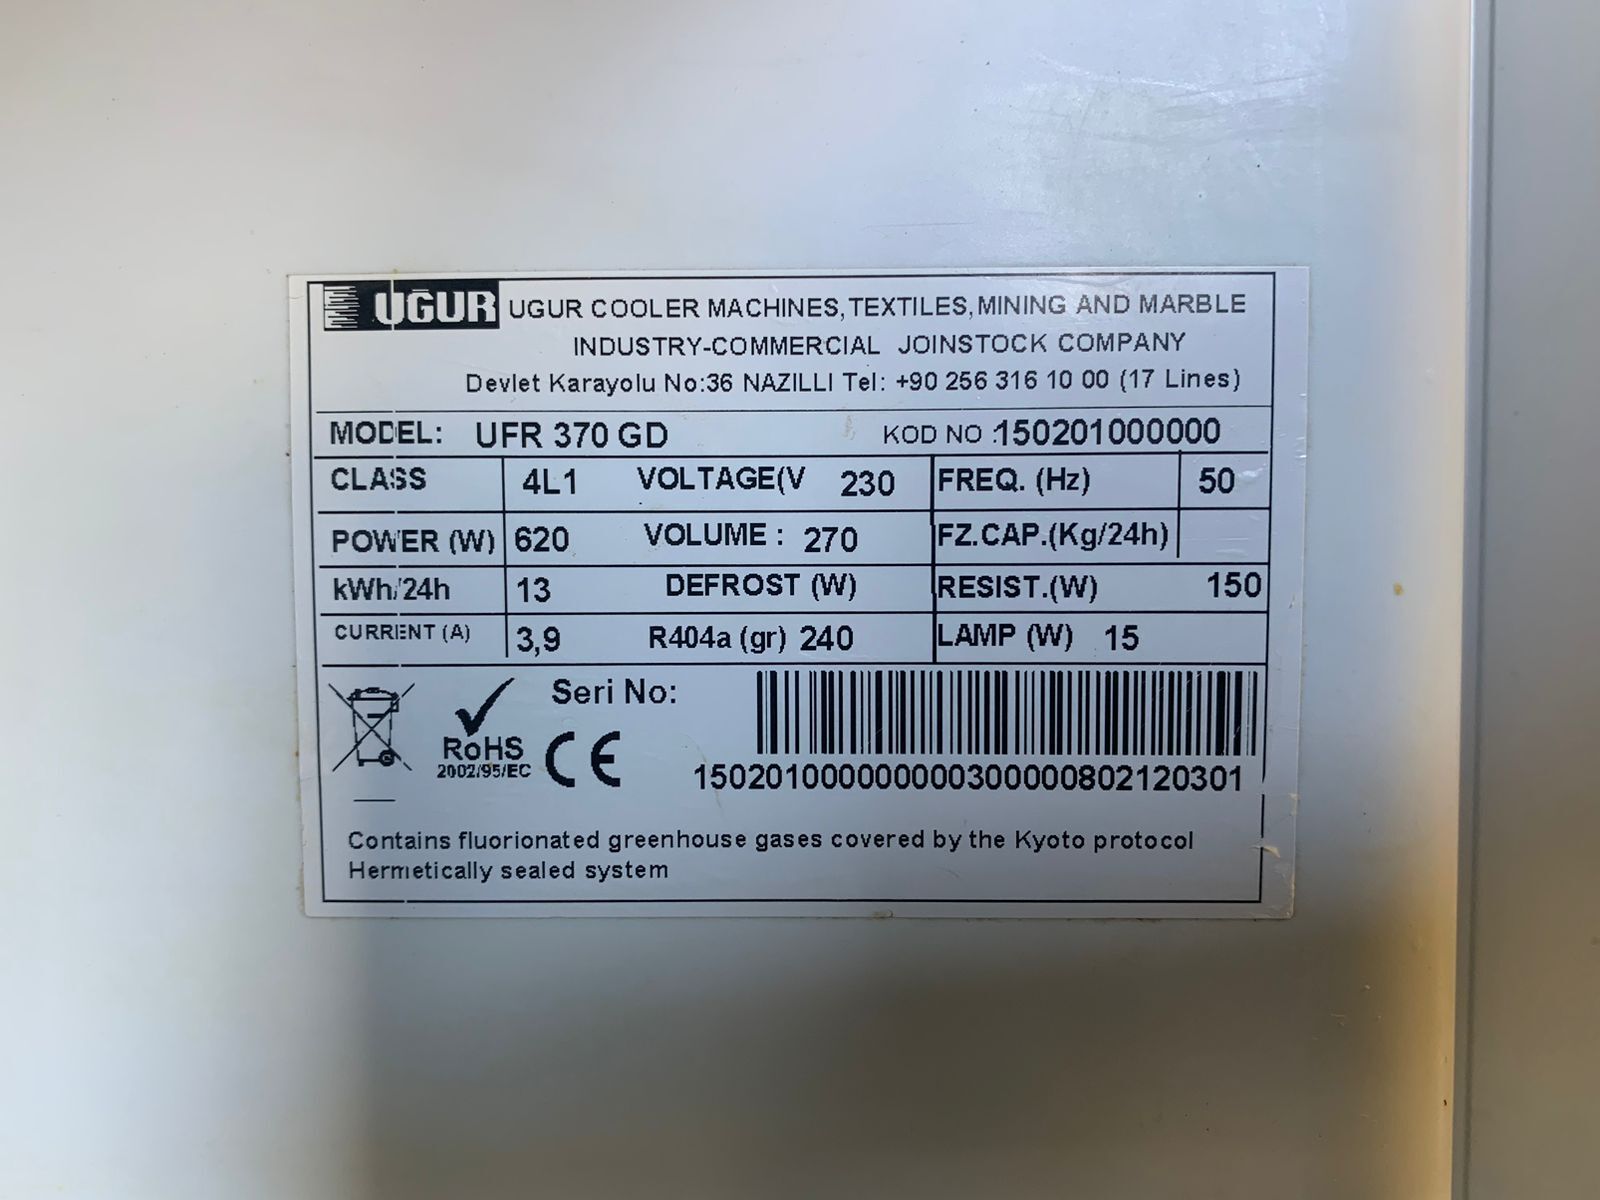 UĞUR UGUR COOLER MACHINES, TEXTILES, MINING AND MARBLE
INDUSTRY-COMMERCIAL JOINSTOCK COMPANY
Devlet Karayolu No:36 NAZILLI Tel: +90 256 316 10 00 (17 Lines)
MODEL: UFR 370 GD KOD NO :150201000000
CLASS 4L1 VOLTAGE(V 230 FREQ. (Hz) 50
POWER (W) 620 VOLUME : 270 FZ.CAP.(Kg/24h)
kWh/24h 13 DEFROST (W) RESIST.(W) 150
CURRENT (A) 3,9 R404a (gr) 240 LAMP (W) 15
Seri No:
RoHS
2002/95/EC CE
1502010000000003000008021203​01
Contains fluorionated greenhouse gases covered by the Kyoto protocol
Hermetically sealed system